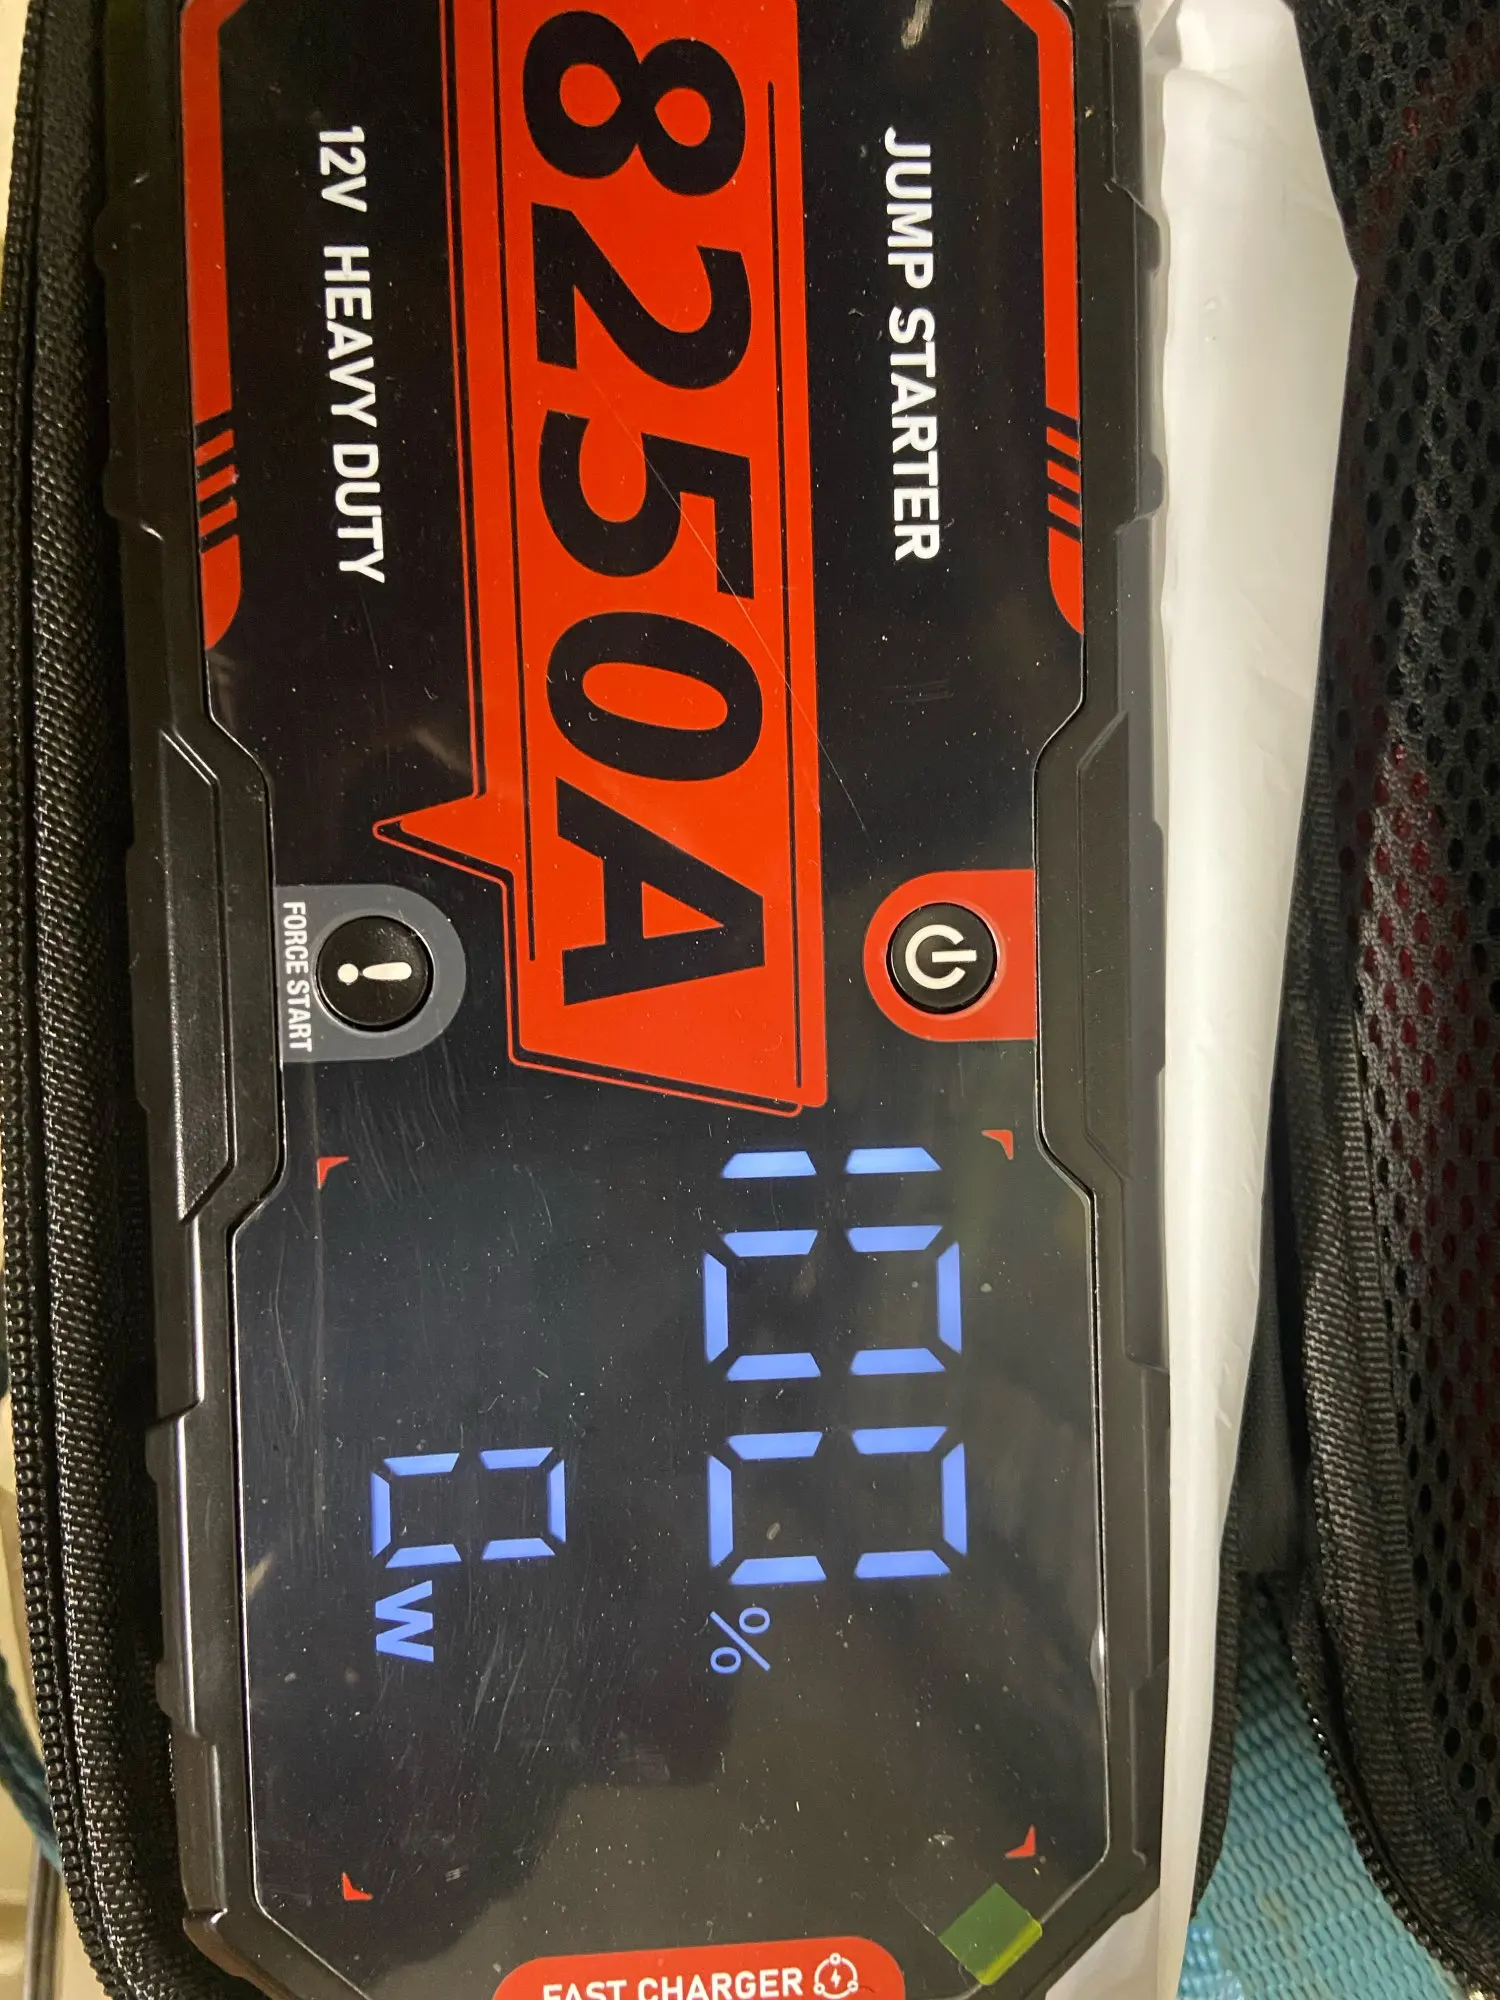 JUMP STARTER
8250A
12V HEAVY DUTY
FORCE START
100%
0W
FAST CHARGER